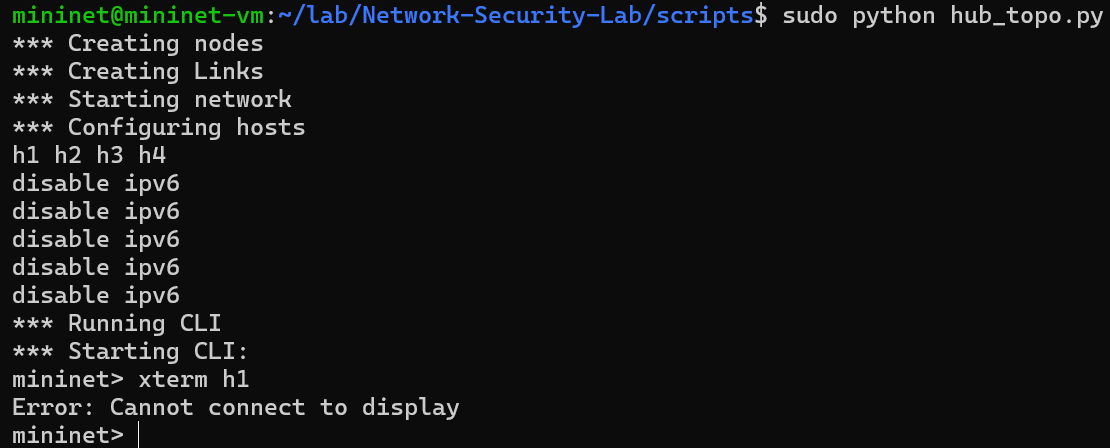 mininet@mininet-vm:~/lab/Network-Security-Lab/scripts$ sudo python hub_topo.py
*** Creating nodes
*** Creating Links
*** Starting network
*** Configuring hosts
h1 h2 h3 h4
disable ipv6
disable ipv6
disable ipv6
disable ipv6
disable ipv6
*** Running CLI
*** Starting CLI:
mininet> xterm h1
Error: Cannot connect to display
mininet>